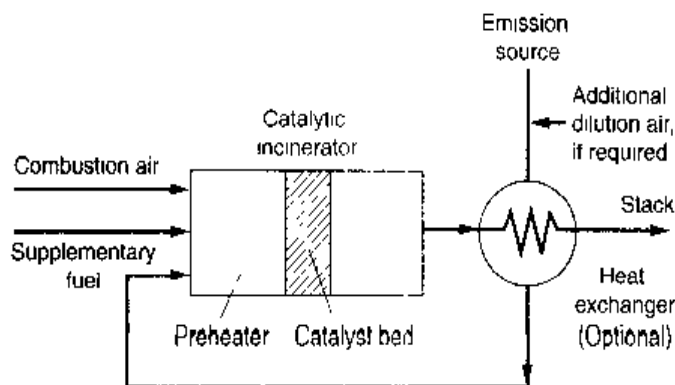 Emission
source
Additional
dilution air,
if required
Catalytic
incinerator
Combustion air
Stack
Supplementary
fuel
Heat
exchanger
(Optional)
Preheater
Catalyst bed